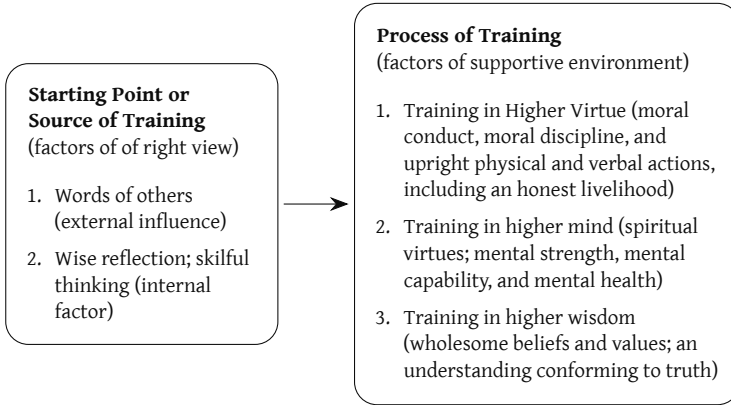 Starting Point or
Source of Training
(factors of of right view)
1. Words of others
(external influence)
2. Wise reflection; skilful
thinking (internal
factor)
Process of Training
(factors of supportive environment)
1. Training in Higher Virtue (moral
conduct, moral discipline, and
upright physical and verbal actions,
including an honest livelihood)
2. Training in higher mind (spiritual
virtues; mental strength, mental
capability, and mental health)
3. Training in higher wisdom
(wholesome beliefs and values; an
understanding conforming to truth)